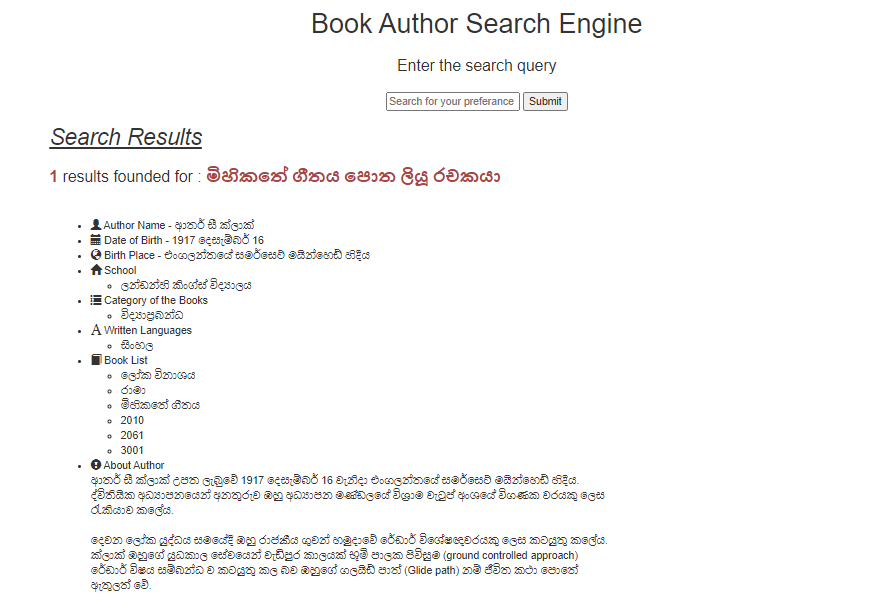 Book Author Search Engine
Enter the search query
Search for your preferance Submit
Search Results
1 results founded for : මිහිකතේ ගීතය පොත ලියූ රචකයා
Author Name - ආතර් සී ක්ලාක්
Date of Birth - 1917 දෙසැම්බර් 16
Birth Place - එංගලන්තයේ සමර්සෙට් මයින්හෙඩ් හිදිය
School
ලන්ඩන්හි කිංග්ස් විද්‍යාලය
Category of the Books
විද්‍යාප්‍රබන්ධ
Written Languages
සිංහල
Book List
ලෝක විනාශය
රාමා
මිහිකතේ ගීතය
2010
2061
3001
About Author
ආතර් සී ක්ලාක් උපත ලැබුවේ 1917 දෙසැම්බර් 16 වැනිදා එංගලන්තයේ සමර්සෙට් මයින්හෙඩ් හිදිය.
ද්විතියික අධ්‍යාපනයෙන් අනතුරුව ඔහු අධ්‍යාපන මණ්ඩලයේ විශ්‍රාම වැටුප් අංශයේ විගණක වරයකු ලෙස
රැකියාව කලේය.
දෙවන ලෝක යුද්ධය සමයේදී ඔහු රාජකීය ගුවන් හමුදාවේ රේඩාර් විශේෂඥවරයකු ලෙස කටයුතු කලේය.
ක්ලාක් ඔහුගේ යුධකාල සේවයෙන් වැඩිපුර කාලයක් භූමි පාලක පිවිසුම (ground controlled approach)
රේඩාර් විෂය සම්බන්ධ ව කටයුතු කල බව ඔහුගේ ගලයිඩ් පාත් (Glide path) නම් ජීවිත කථා පොතේ
ඇතුලත් වේ.